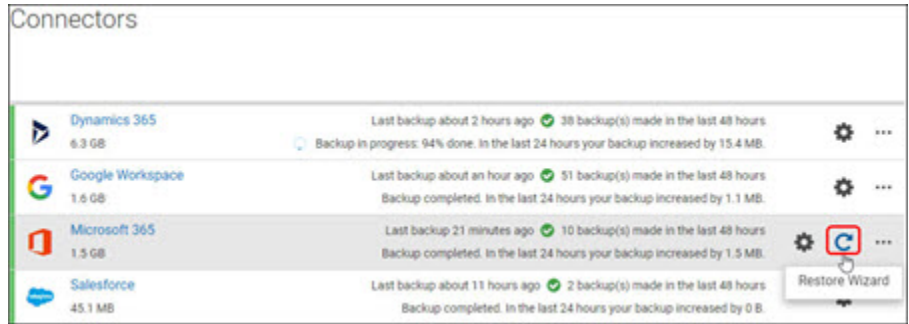 Connectors
Dynamics 365
Last backup about 2 hours ago 38 backup(s) made in the last 48 hours
6.3 GB
Backup in progress: 94% done. In the last 24 hours your backup increased by 15.4 MB.
Google Workspace
Last backup about an hour ago 51 backup(s) made in the last 48 hours
1.6 GB
Backup completed. In the last 24 hours your backup increased by 1.1 MB.
Microsoft 365
Last backup 21 minutes ago 10 backup(s) made in the last 48 hours
1.5 GB
Backup completed. In the last 24 hours your backup increased by 1.5 MB.
Restore Wizard
Salesforce
Last backup about 11 hours ago 2 backup(s) made in the last 48 hours
45.1 MB
Backup completed. In the last 24 hours your backup increased by 0 B.